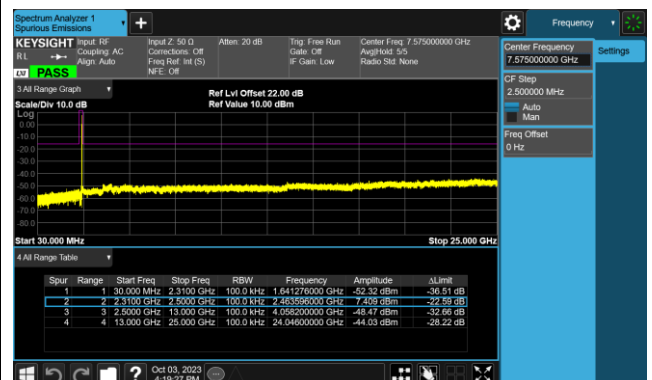 Spectrum Analyzer 1
Spurious Emissions
Frequency
KEYSIGHT Input: RF
RL
Coupling: AC
Align: Auto
LXI PASS
Input Z: 50 Ω
Corrections: Off
Freq Ref: Int (S)
NFE: Off
Atten: 20 dB
Trig: Free Run
Gate: Off
IF Gain: Low
Center Freq: 7.575000000 GHz
Avg|Hold: 5/5
Radio Std: None
Center Frequency
7.575000000 GHz
Settings
CF Step
2.500000 MHz
Auto
Man
Freq Offset
0 Hz
3 All Range Graph
Scale/Div 10.0 dB
Ref Lvl Offset 22.00 dB
Ref Value 10.00 dBm
Log
0.00
-10.0
-20.0
-30.0
-40.0
-50.0
-60.0
-70.0
-80.0
Start 30.000 MHz
Stop 25.000 GHz
4 All Range Table
Spur Range Start Freq Stop Freq RBW Frequency Amplitude ΔLimit
1 1 30.000 MHz 2.3100 GHz 100.0 kHz 1.641276000 GHz -52.32 dBm -36.51 dB
2 2 2.3100 GHz 2.5000 GHz 100.0 kHz 2.463596000 GHz 7.409 dBm -22.59 dB
3 3 2.5000 GHz 13.000 GHz 100.0 kHz 4.058200000 GHz -48.47 dBm -32.66 dB
4 4 13.000 GHz 25.000 GHz 100.0 kHz 24.04600000 GHz -44.03 dBm -28.22 dB
Oct 03, 2023
4:19:27 PM